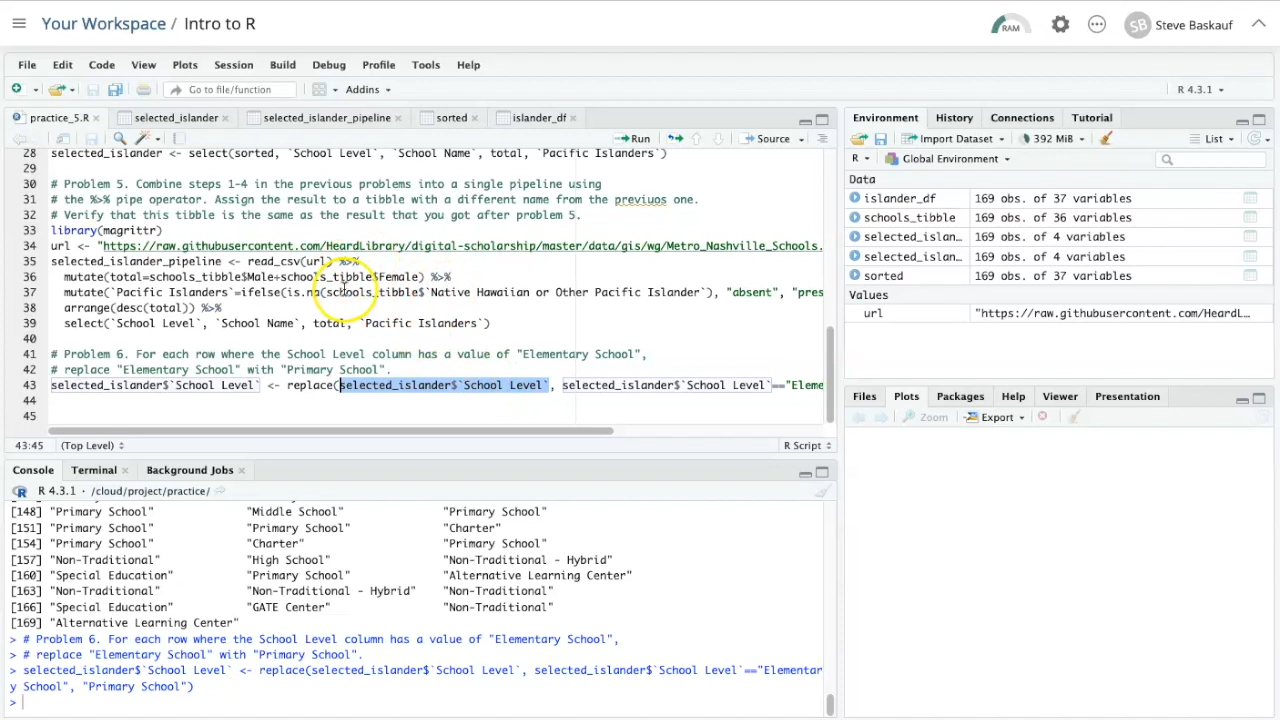 Your Workspace / Intro to R
RAM
SB Steve Baskauf
File Edit Code View Plots Session Build Debug Profile Tools Help
Go to file/function Addins R 4.3.1
practice_5.R selected_islander selected_islander_pipeline sorted islander_df
Run Source
28 selected_islander <- select(sorted, `School Level`, `School Name`, total, `Pacific Islanders`)
29
30 # Problem 5. Combine steps 1-4 in the previous problems into a single pipeline using
31 # the %>% pipe operator. Assign the result to a tibble with a different name from the previuos one.
32 # Verify that this tibble is the same as the result that you got after problem 5.
33 library(magrittr)
34 url <- "https://raw.githubusercontent.com/HeardLibrary/digital-scholarship/master/data/gis/wg/Metro_Nashville_Schools.
35 selected_islander_pipeline <- read_csv(url) %>%
36 mutate(total=schools_tibble$Male+schools_tibble$Female) %>%
37 mutate(`Pacific Islanders`=ifelse(is.na(schools_tibble$`Native Hawaiian or Other Pacific Islander`), "absent", "pres
38 arrange(desc(total)) %>%
39 select(`School Level`, `School Name`, total, `Pacific Islanders`)
40
41 # Problem 6. For each row where the School Level column has a value of "Elementary School",
42 # replace "Elementary School" with "Primary School".
43 selected_islander$`School Level` <- replace(selected_islander$`School Level`, selected_islander$`School Level`=="Eleme
44
45
43:45 (Top Level) R Script
Console Terminal Background Jobs
R 4.3.1 · /cloud/project/practice/
[148] "Primary School" "Middle School" "Primary School"
[151] "Primary School" "Primary School" "Charter"
[154] "Primary School" "Charter" "Primary School"
[157] "Non-Traditional" "High School" "Non-Traditional - Hybrid"
[160] "Special Education" "Primary School" "Alternative Learning Center"
[163] "Non-Traditional" "Non-Traditional - Hybrid" "Non-Traditional"
[166] "Special Education" "GATE Center" "Non-Traditional"
[169] "Alternative Learning Center"
> # Problem 6. For each row where the School Level column has a value of "Elementary School",
> # replace "Elementary School" with "Primary School".
> selected_islander$`School Level` <- replace(selected_islander$`School Level`, selected_islander$`School Level`=="Elementar
y School", "Primary School")
>
Environment History Connections Tutorial
Import Dataset 392 MiB List
R Global Environment
Data
islander_df 169 obs. of 37 variables
schools_tibble 169 obs. of 36 variables
selected_islan… 169 obs. of 4 variables
selected_islan… 169 obs. of 4 variables
sorted 169 obs. of 37 variables
Values
url "https://raw.githubusercontent.com/HeardL…
Files Plots Packages Help Viewer Presentation
Zoom Export